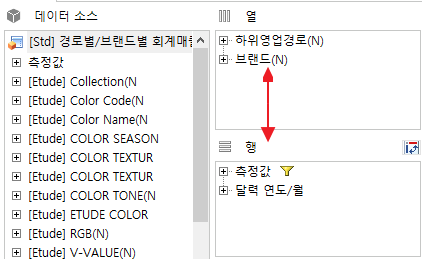 데이터 소스
[Std] 경로별/브랜드별 회계매출
측정값
[Etude] Collection(N
[Etude] Color Code(N
[Etude] Color Name(N
[Etude] COLOR SEASON
[Etude] COLOR TEXTUR
[Etude] COLOR TEXTUR
[Etude] COLOR TONE(N
[Etude] ETUDE COLOR
[Etude] RGB(N)
[Etude] V-VALUE(N)
열
하위영업경로(N)
브랜드(N)
행
측정값
달력 연도/월